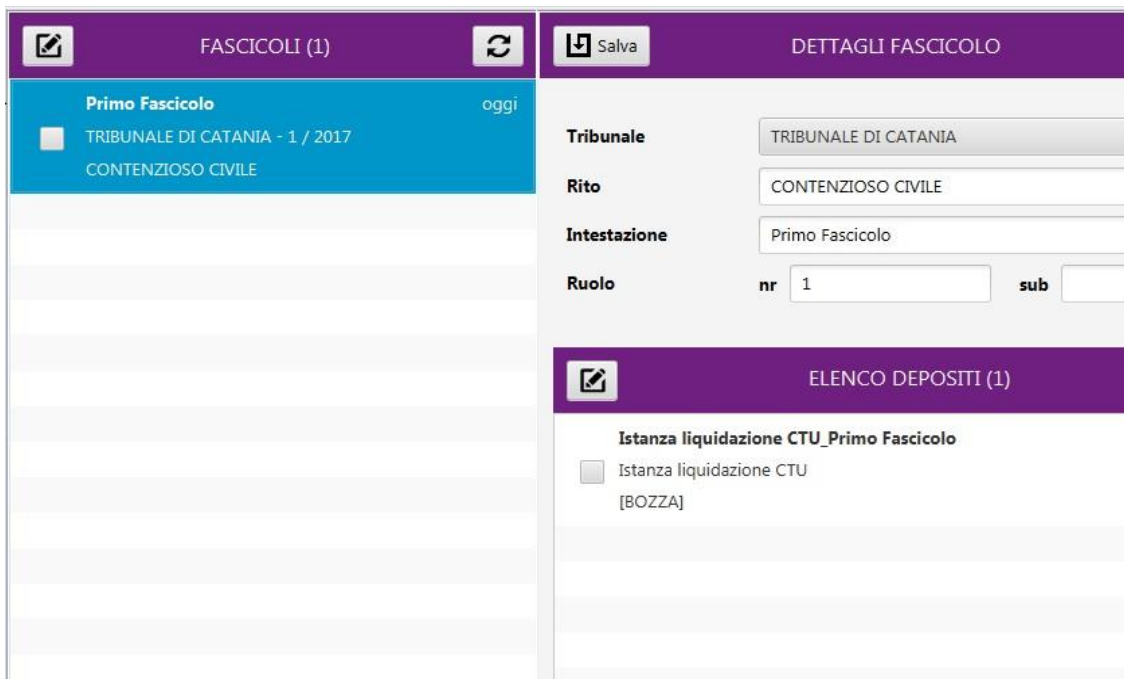 FASCICOLI (1)
Primo Fascicolo oggi
TRIBUNALE DI CATANIA - 1 / 2017
CONTENZIOSO CIVILE
Salva DETTAGLI FASCICOLO
Tribunale TRIBUNALE DI CATANIA
Rito CONTENZIOSO CIVILE
Intestazione Primo Fascicolo
Ruolo nr 1 sub
ELENCO DEPOSITI (1)
Istanza liquidazione CTU_Primo Fascicolo
Istanza liquidazione CTU
[BOZZA]